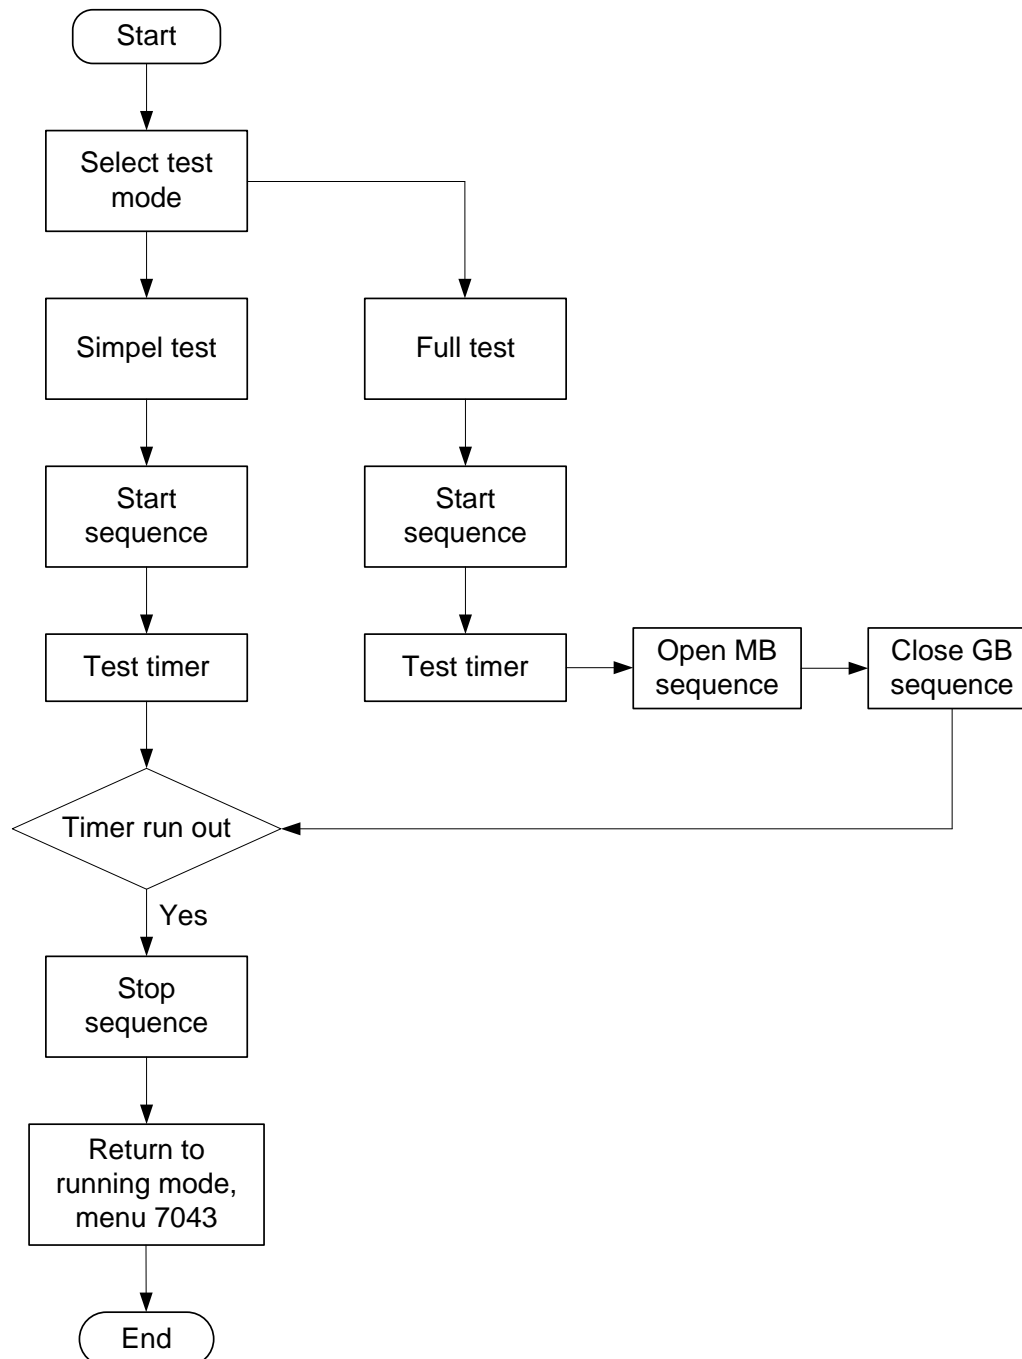 Start
Select test
mode
Simpel test
Full test
Start
sequence
Start
sequence
Test timer
Test timer
Open MB
sequence
Close GB
sequence
Timer run out
Yes
Stop
sequence
Return to
running mode,
menu 7043
End